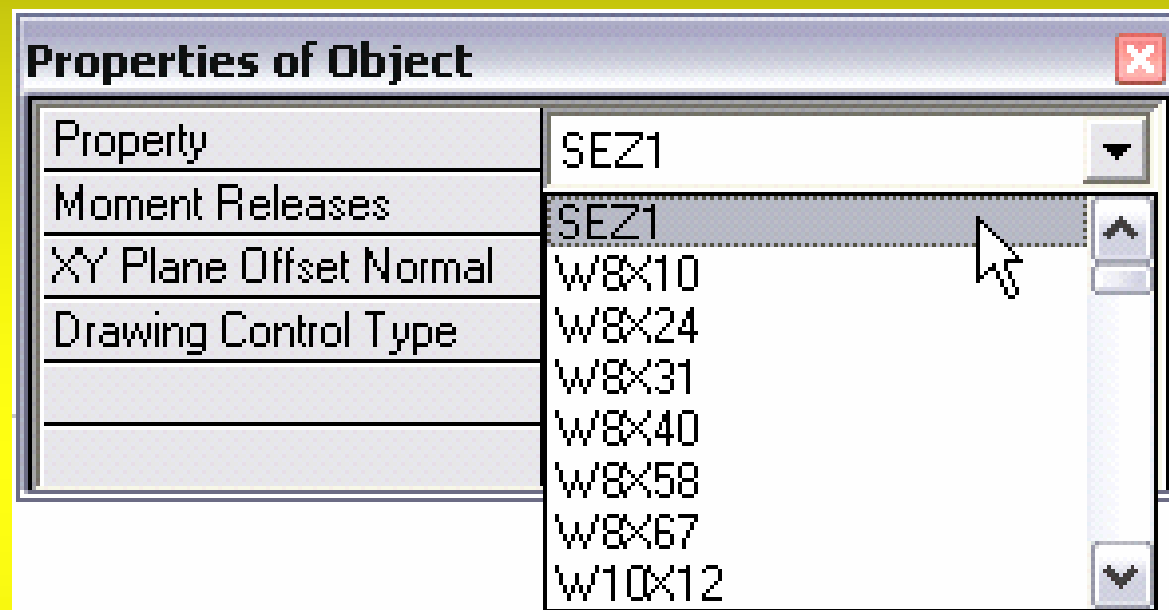 Properties of Object
Property SEZ1
Moment Releases SEZ1
XY Plane Offset Normal W8X10
Drawing Control Type W8X24
W8X31
W8X40
W8X58
W8X67
W10X12